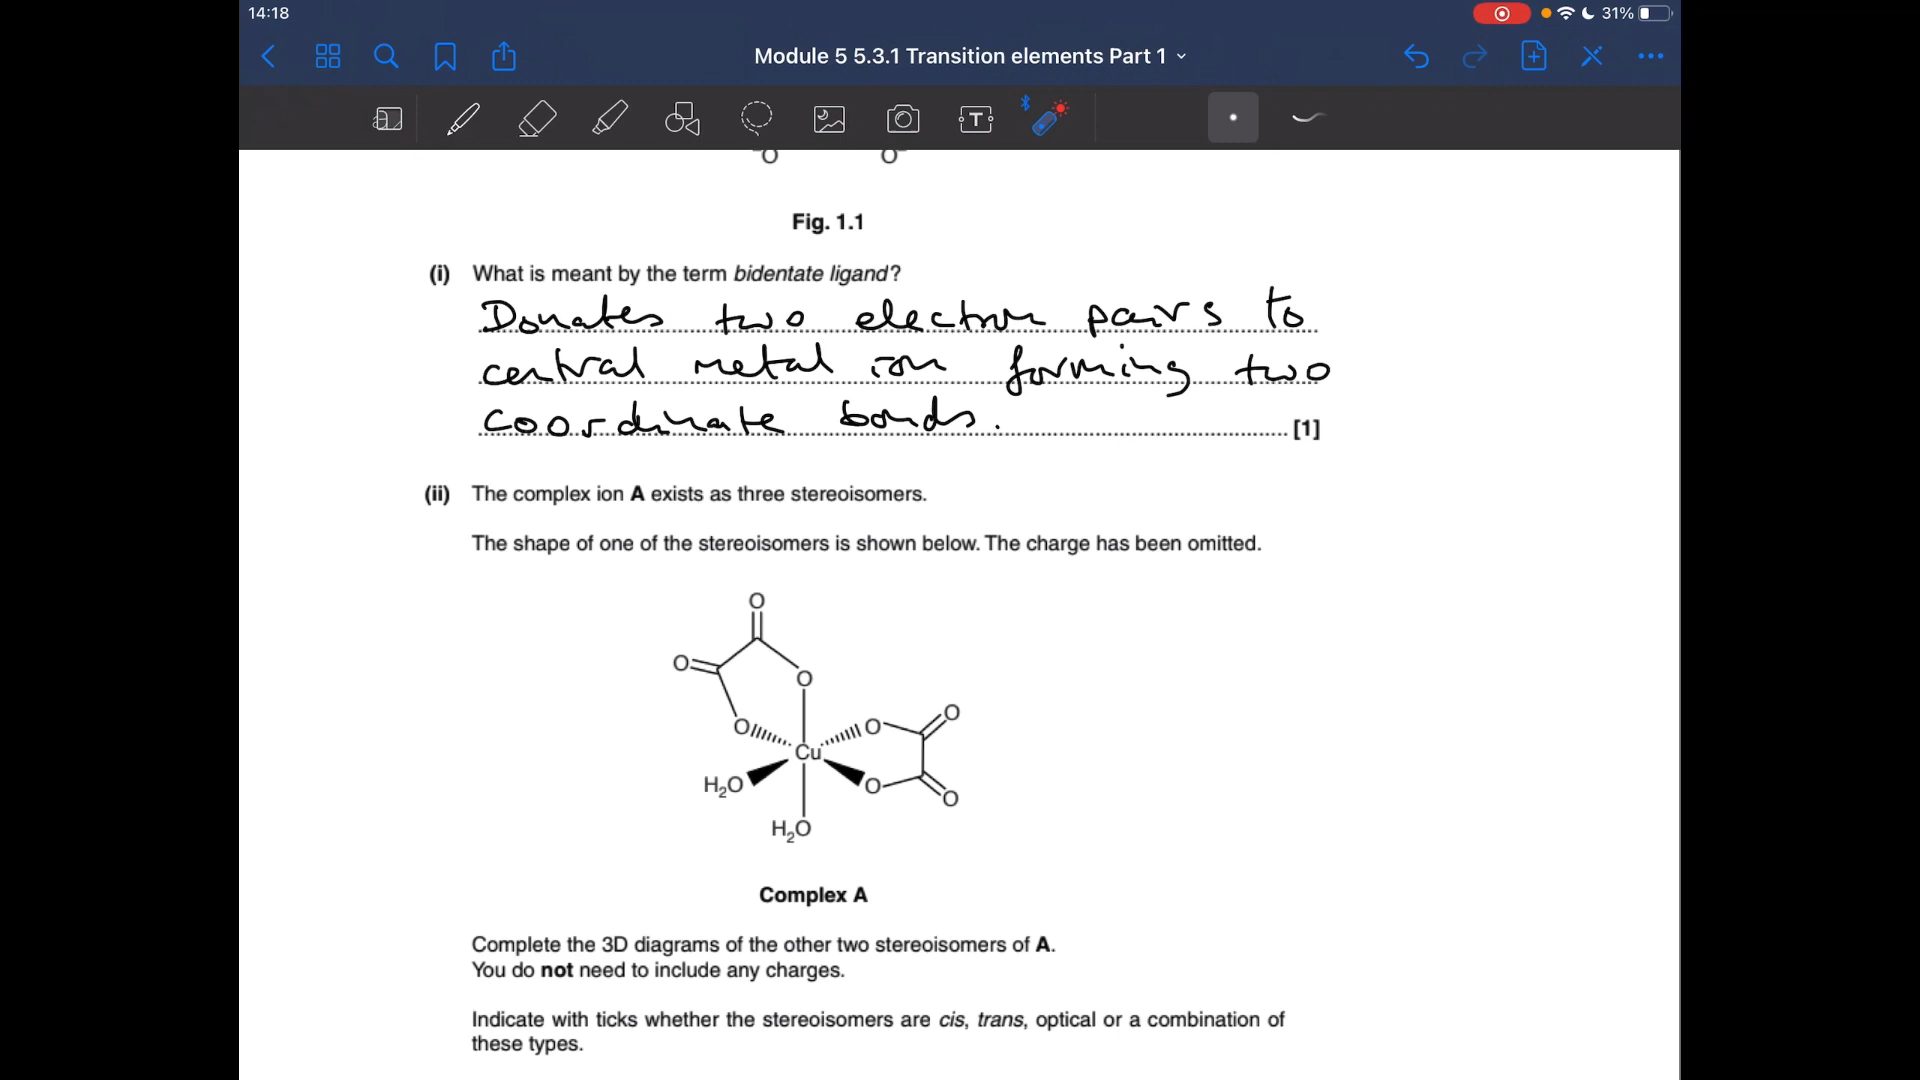 14:18
31%
Module 5 5.3.1 Transition elements Part 1
T
⁻O O⁻
Fig. 1.1
(i) What is meant by the term bidentate ligand?
Donates two electron pairs to
central metal ion forming two
coordinate bonds.
[1]
(ii) The complex ion A exists as three stereoisomers.
The shape of one of the stereoisomers is shown below. The charge has been omitted.
O
O
O
O
O
O
Cu
H₂O
O
O
H₂O
Complex A
Complete the 3D diagrams of the other two stereoisomers of A.
You do not need to include any charges.
Indicate with ticks whether the stereoisomers are cis, trans, optical or a combination of
these types.